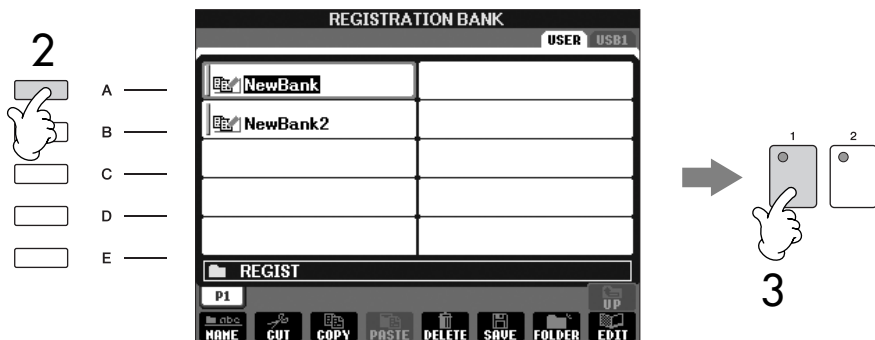 REGISTRATION BANK
USER USB1
2
A
B
C
D
E
NewBank
NewBank2
REGIST
P1
UP
abc
NAME CUT COPY PASTE DELETE SAVE FOLDER EDIT
1 2
3